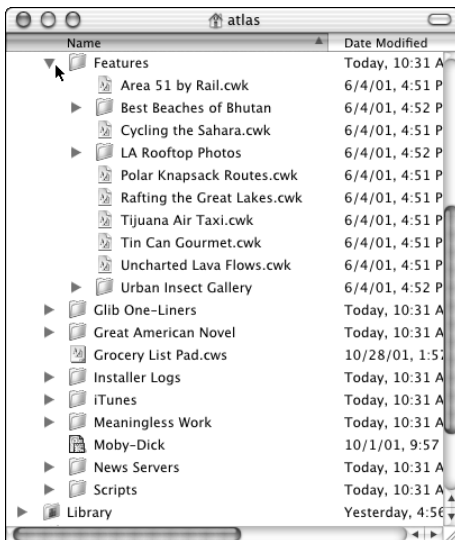 atlas
Name Date Modified
Features Today, 10:31 A
Area 51 by Rail.cwk 6/4/01, 4:51 P
Best Beaches of Bhutan 6/4/01, 4:52 P
Cycling the Sahara.cwk 6/4/01, 4:51 P
LA Rooftop Photos 6/4/01, 4:52 P
Polar Knapsack Routes.cwk 6/4/01, 4:51 P
Rafting the Great Lakes.cwk 6/4/01, 4:51 P
Tijuana Air Taxi.cwk 6/4/01, 4:51 P
Tin Can Gourmet.cwk 6/4/01, 4:51 P
Uncharted Lava Flows.cwk 6/4/01, 4:51 P
Urban Insect Gallery 6/4/01, 4:52 P
Glib One-Liners Today, 10:31 A
Great American Novel Today, 10:31 A
Grocery List Pad.cws 10/28/01, 1:57
Installer Logs Today, 10:31 A
iTunes Today, 10:31 A
Meaningless Work Today, 10:31 A
Moby-Dick 10/1/01, 9:57
News Servers Today, 10:31 A
Scripts Today, 10:31 A
Library Yesterday, 4:56